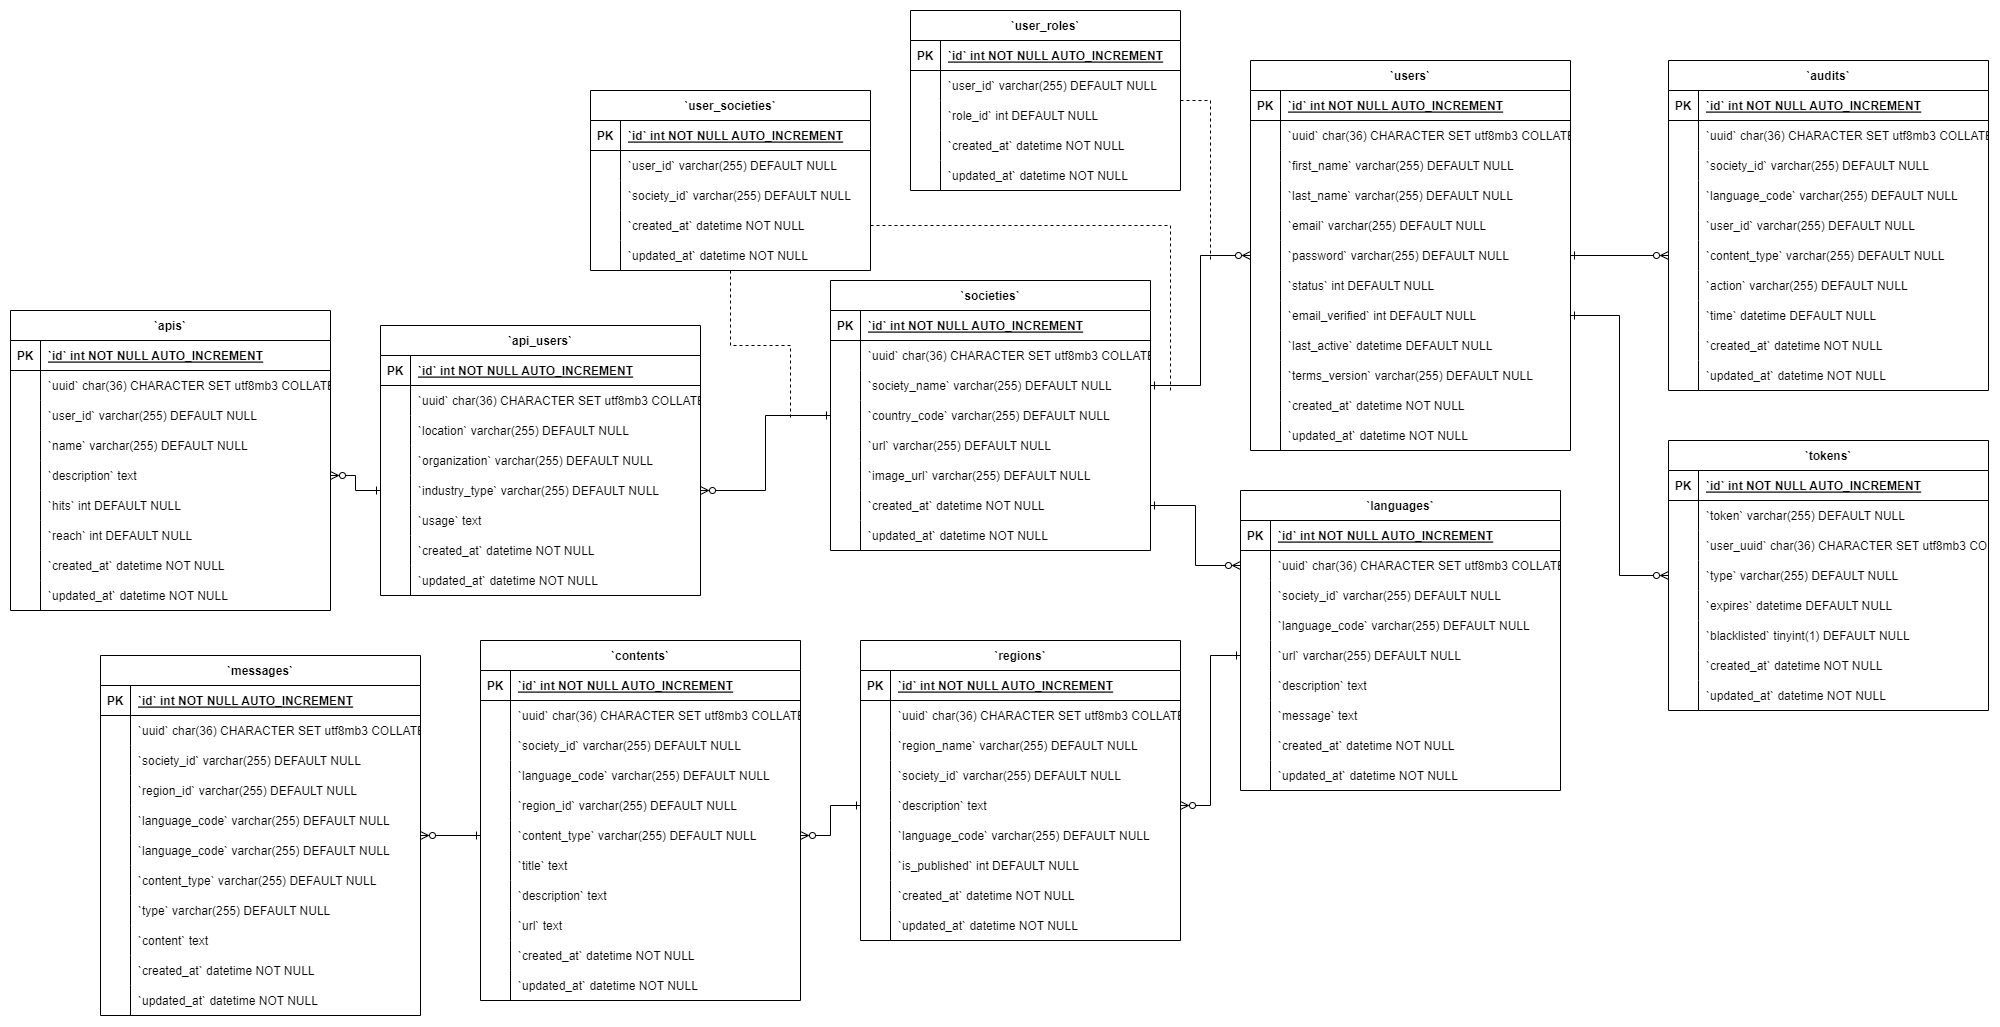 `user_roles`
PK `id` int NOT NULL AUTO_INCREMENT
`user_id` varchar(255) DEFAULT NULL
`role_id` int DEFAULT NULL
`created_at` datetime NOT NULL
`updated_at` datetime NOT NULL
`users`
PK `id` int NOT NULL AUTO_INCREMENT
`uuid` char(36) CHARACTER SET utf8mb3 COLLATE
`first_name` varchar(255) DEFAULT NULL
`last_name` varchar(255) DEFAULT NULL
`email` varchar(255) DEFAULT NULL
`password` varchar(255) DEFAULT NULL
`status` int DEFAULT NULL
`email_verified` int DEFAULT NULL
`last_active` datetime DEFAULT NULL
`terms_version` varchar(255) DEFAULT NULL
`created_at` datetime NOT NULL
`updated_at` datetime NOT NULL
`audits`
PK `id` int NOT NULL AUTO_INCREMENT
`uuid` char(36) CHARACTER SET utf8mb3 COLLATE
`society_id` varchar(255) DEFAULT NULL
`language_code` varchar(255) DEFAULT NULL
`user_id` varchar(255) DEFAULT NULL
`content_type` varchar(255) DEFAULT NULL
`action` varchar(255) DEFAULT NULL
`time` datetime DEFAULT NULL
`created_at` datetime NOT NULL
`updated_at` datetime NOT NULL
`user_societies`
PK `id` int NOT NULL AUTO_INCREMENT
`user_id` varchar(255) DEFAULT NULL
`society_id` varchar(255) DEFAULT NULL
`created_at` datetime NOT NULL
`updated_at` datetime NOT NULL
`societies`
PK `id` int NOT NULL AUTO_INCREMENT
`uuid` char(36) CHARACTER SET utf8mb3 COLLATE
`society_name` varchar(255) DEFAULT NULL
`country_code` varchar(255) DEFAULT NULL
`url` varchar(255) DEFAULT NULL
`image_url` varchar(255) DEFAULT NULL
`created_at` datetime NOT NULL
`updated_at` datetime NOT NULL
`apis`
PK `id` int NOT NULL AUTO_INCREMENT
`uuid` char(36) CHARACTER SET utf8mb3 COLLATE
`user_id` varchar(255) DEFAULT NULL
`name` varchar(255) DEFAULT NULL
`description` text
`hits` int DEFAULT NULL
`reach` int DEFAULT NULL
`created_at` datetime NOT NULL
`updated_at` datetime NOT NULL
`api_users`
PK `id` int NOT NULL AUTO_INCREMENT
`uuid` char(36) CHARACTER SET utf8mb3 COLLATE
`location` varchar(255) DEFAULT NULL
`organization` varchar(255) DEFAULT NULL
`industry_type` varchar(255) DEFAULT NULL
`usage` text
`created_at` datetime NOT NULL
`updated_at` datetime NOT NULL
`tokens`
PK `id` int NOT NULL AUTO_INCREMENT
`token` varchar(255) DEFAULT NULL
`user_uuid` char(36) CHARACTER SET utf8mb3 CO
`type` varchar(255) DEFAULT NULL
`expires` datetime DEFAULT NULL
`blacklisted` tinyint(1) DEFAULT NULL
`created_at` datetime NOT NULL
`updated_at` datetime NOT NULL
`languages`
PK `id` int NOT NULL AUTO_INCREMENT
`uuid` char(36) CHARACTER SET utf8mb3 COLLATE
`society_id` varchar(255) DEFAULT NULL
`language_code` varchar(255) DEFAULT NULL
`url` varchar(255) DEFAULT NULL
`description` text
`message` text
`created_at` datetime NOT NULL
`updated_at` datetime NOT NULL
`messages`
PK `id` int NOT NULL AUTO_INCREMENT
`uuid` char(36) CHARACTER SET utf8mb3 COLLATE
`society_id` varchar(255) DEFAULT NULL
`region_id` varchar(255) DEFAULT NULL
`language_code` varchar(255) DEFAULT NULL
`language_code` varchar(255) DEFAULT NULL
`content_type` varchar(255) DEFAULT NULL
`type` varchar(255) DEFAULT NULL
`content` text
`created_at` datetime NOT NULL
`updated_at` datetime NOT NULL
`contents`
PK `id` int NOT NULL AUTO_INCREMENT
`uuid` char(36) CHARACTER SET utf8mb3 COLLATE
`society_id` varchar(255) DEFAULT NULL
`language_code` varchar(255) DEFAULT NULL
`region_id` varchar(255) DEFAULT NULL
`content_type` varchar(255) DEFAULT NULL
`title` text
`description` text
`url` text
`created_at` datetime NOT NULL
`updated_at` datetime NOT NULL
`regions`
PK `id` int NOT NULL AUTO_INCREMENT
`uuid` char(36) CHARACTER SET utf8mb3 COLLATE
`region_name` varchar(255) DEFAULT NULL
`society_id` varchar(255) DEFAULT NULL
`description` text
`language_code` varchar(255) DEFAULT NULL
`is_published` int DEFAULT NULL
`created_at` datetime NOT NULL
`updated_at` datetime NOT NULL